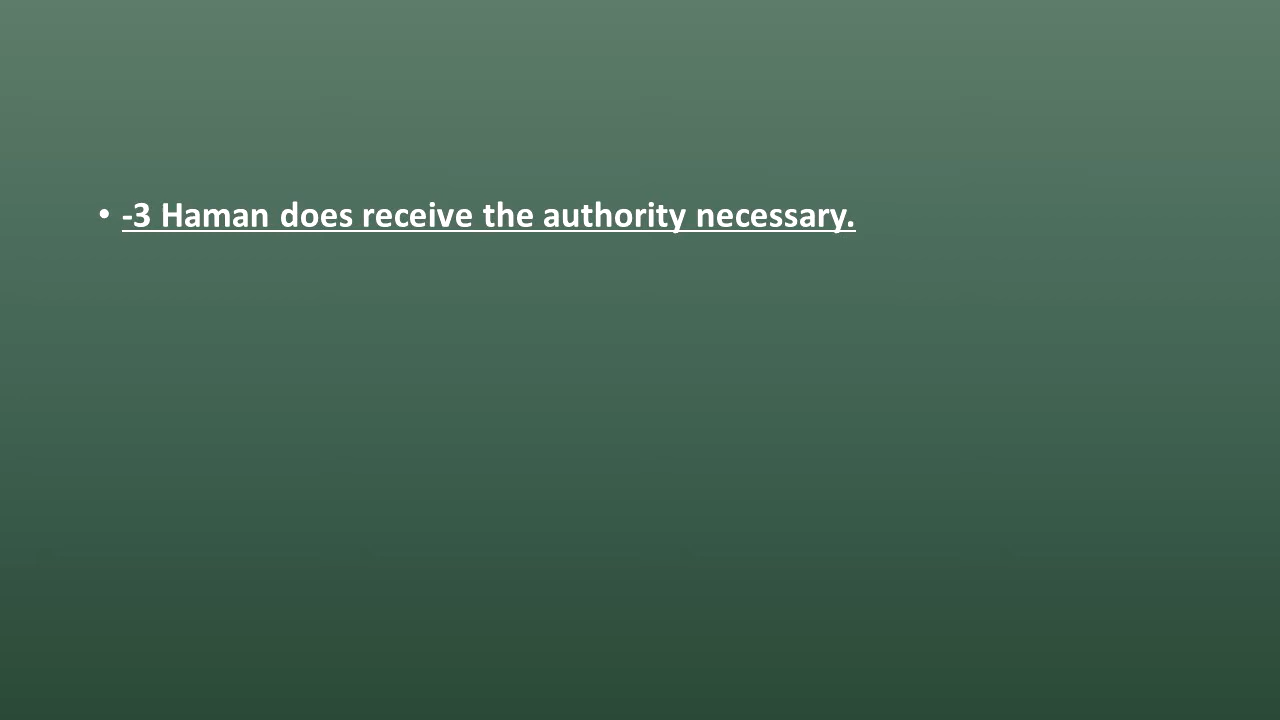 • -3 Haman does receive the authority necessary.